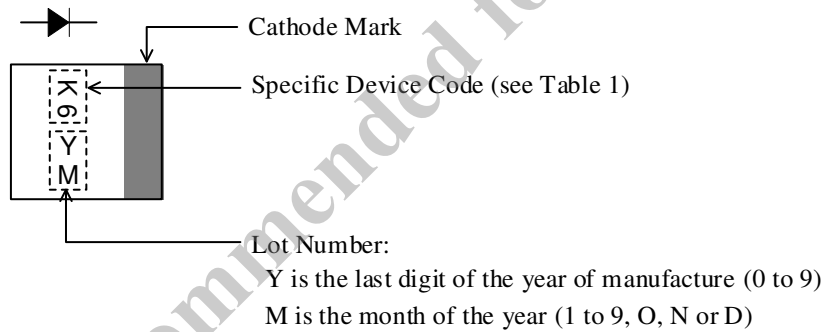 Cathode Mark
Specific Device Code (see Table 1)
K 6
Y
M
Lot Number:
Y is the last digit of the year of manufacture (0 to 9)
M is the month of the year (1 to 9, O, N or D)